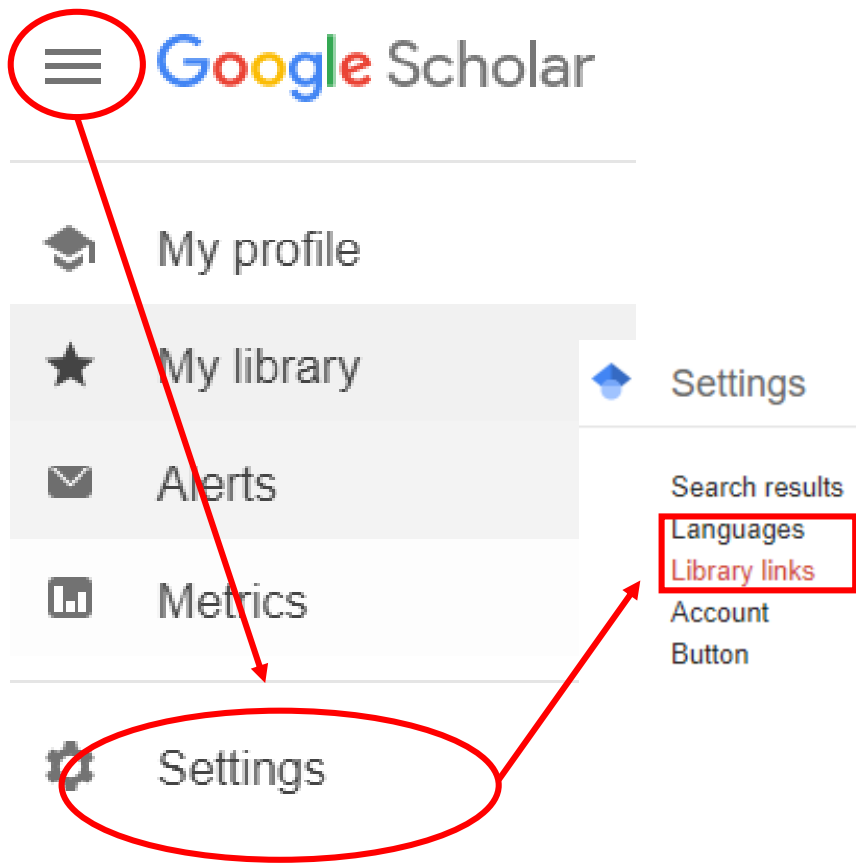 Google Scholar
My profile
My library
Alerts
Metrics
Settings
Settings
Search results
Languages
Library links
Account
Button